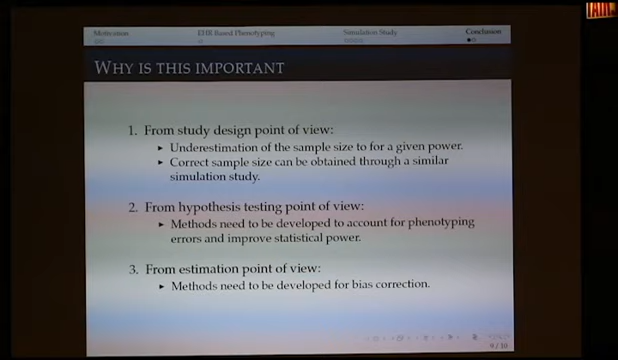 Motivation EHR Based Phenotyping Simulation Study Conclusion
WHY IS THIS IMPORTANT
1. From study design point of view:
► Underestimation of the sample size to for a given power.
► Correct sample size can be obtained through a similar
simulation study.
2. From hypothesis testing point of view:
► Methods need to be developed to account for phenotyping
errors and improve statistical power.
3. From estimation point of view:
► Methods need to be developed for bias correction.
9 / 10